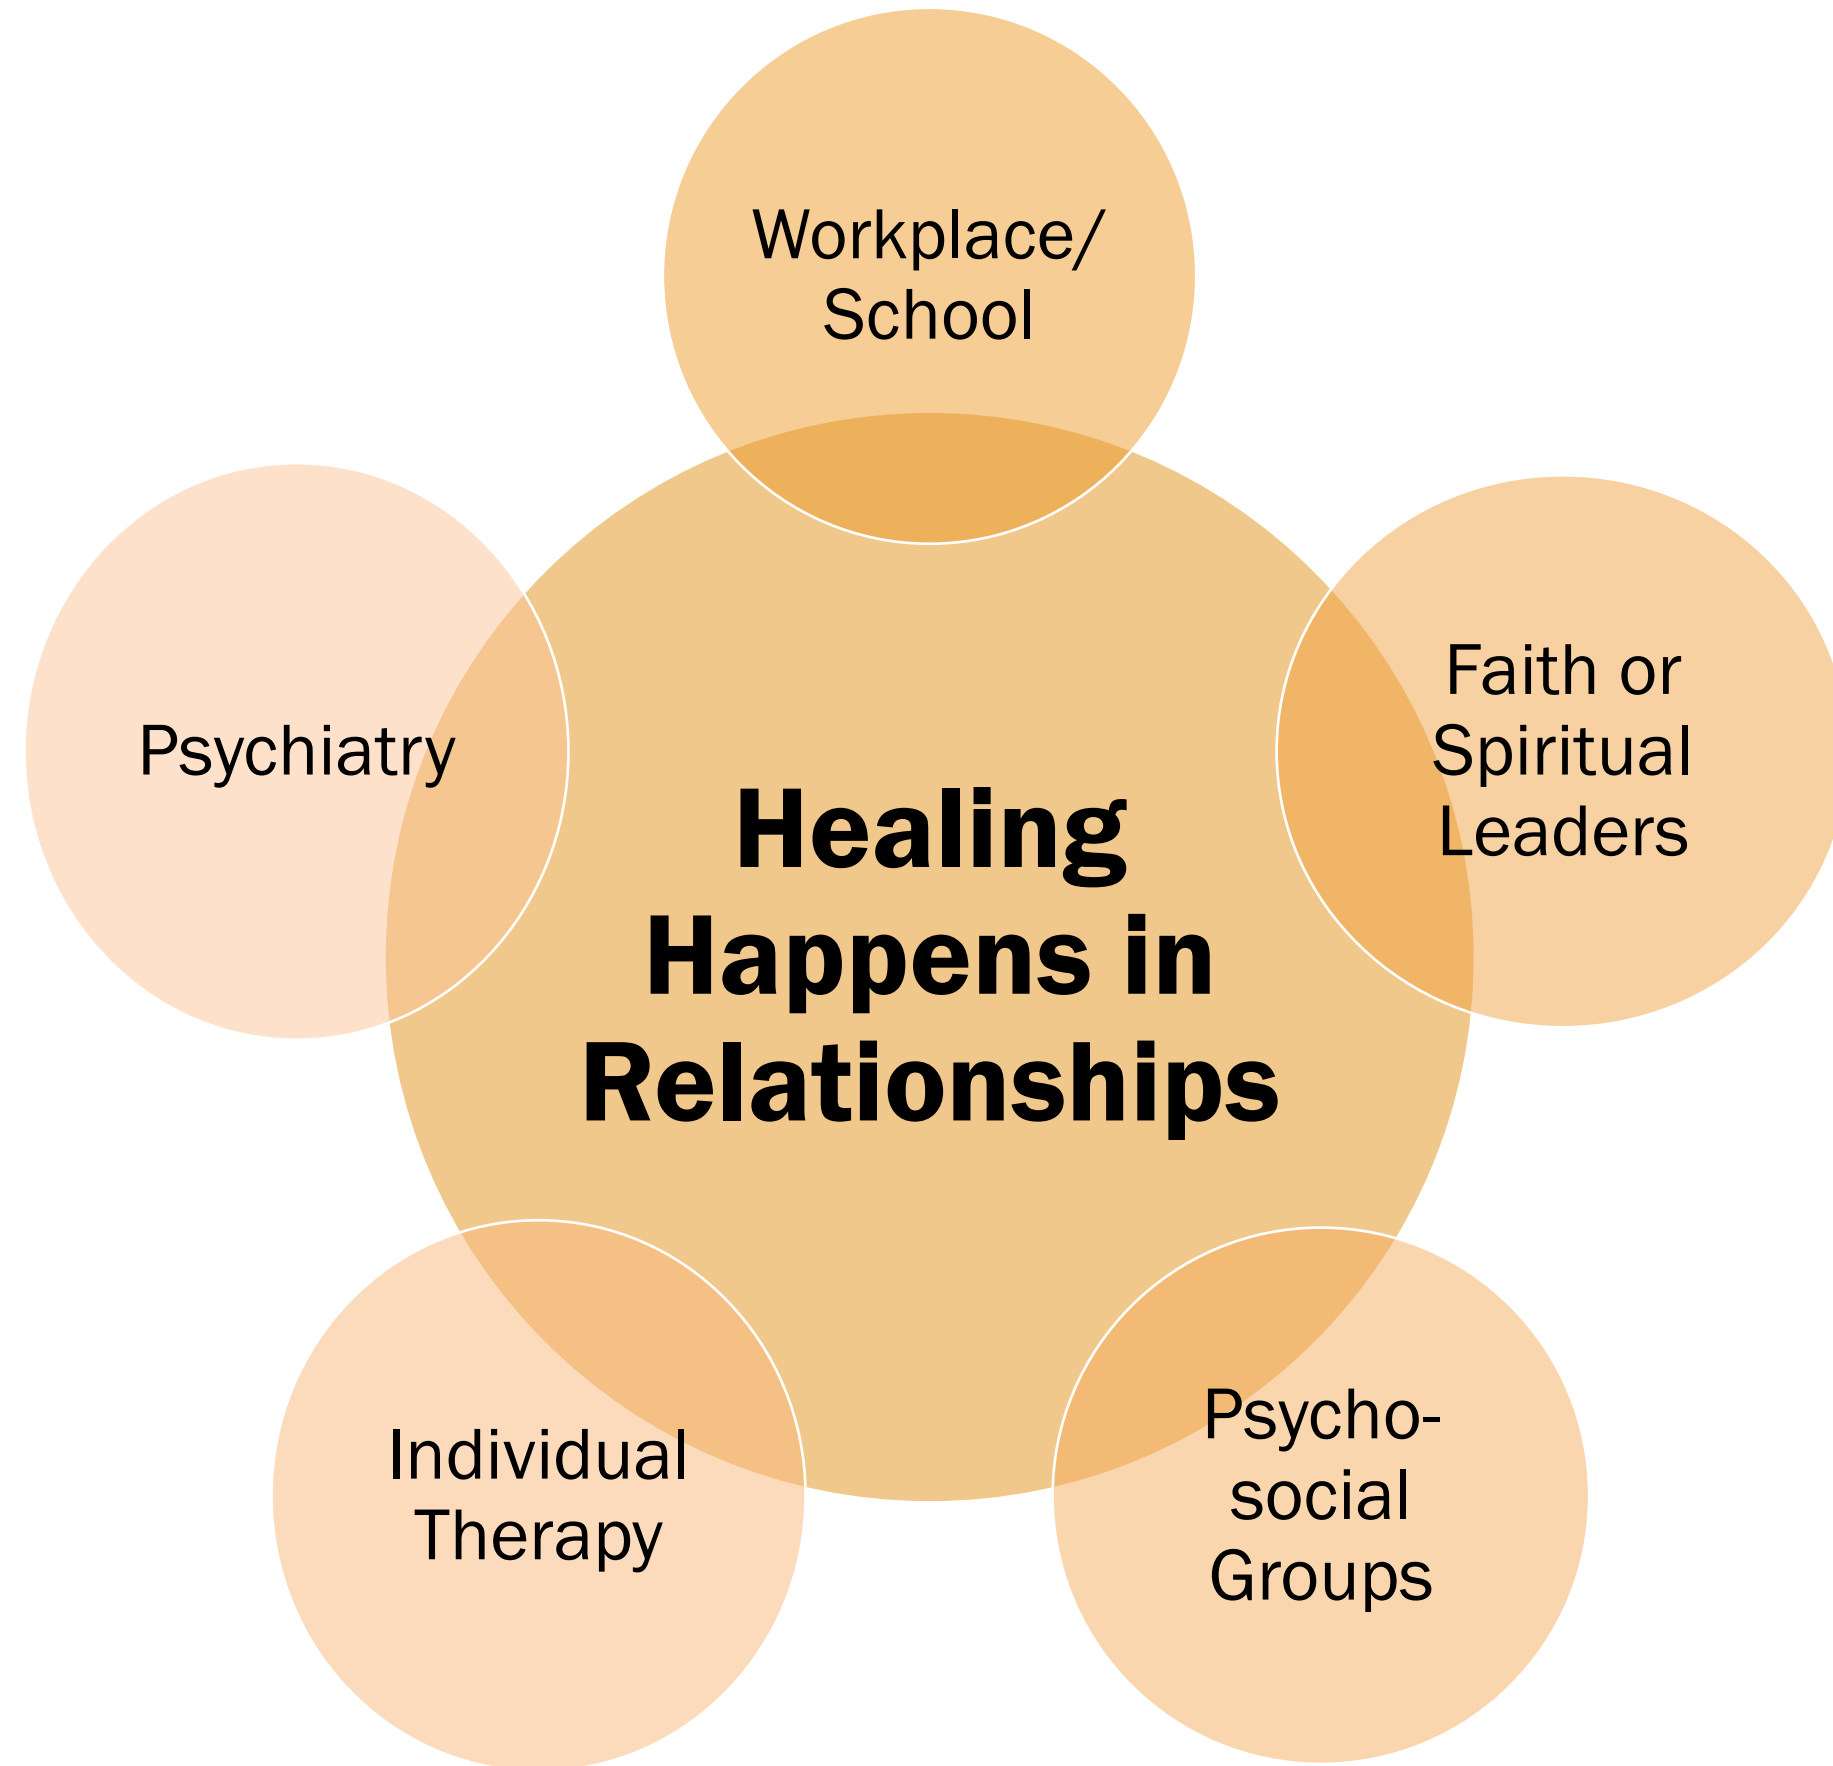 Workplace/
School
Faith or
Spiritual
Leaders
Psychiatry
Healing
Happens in
Relationships
Individual
Therapy
Psycho-
social
Groups